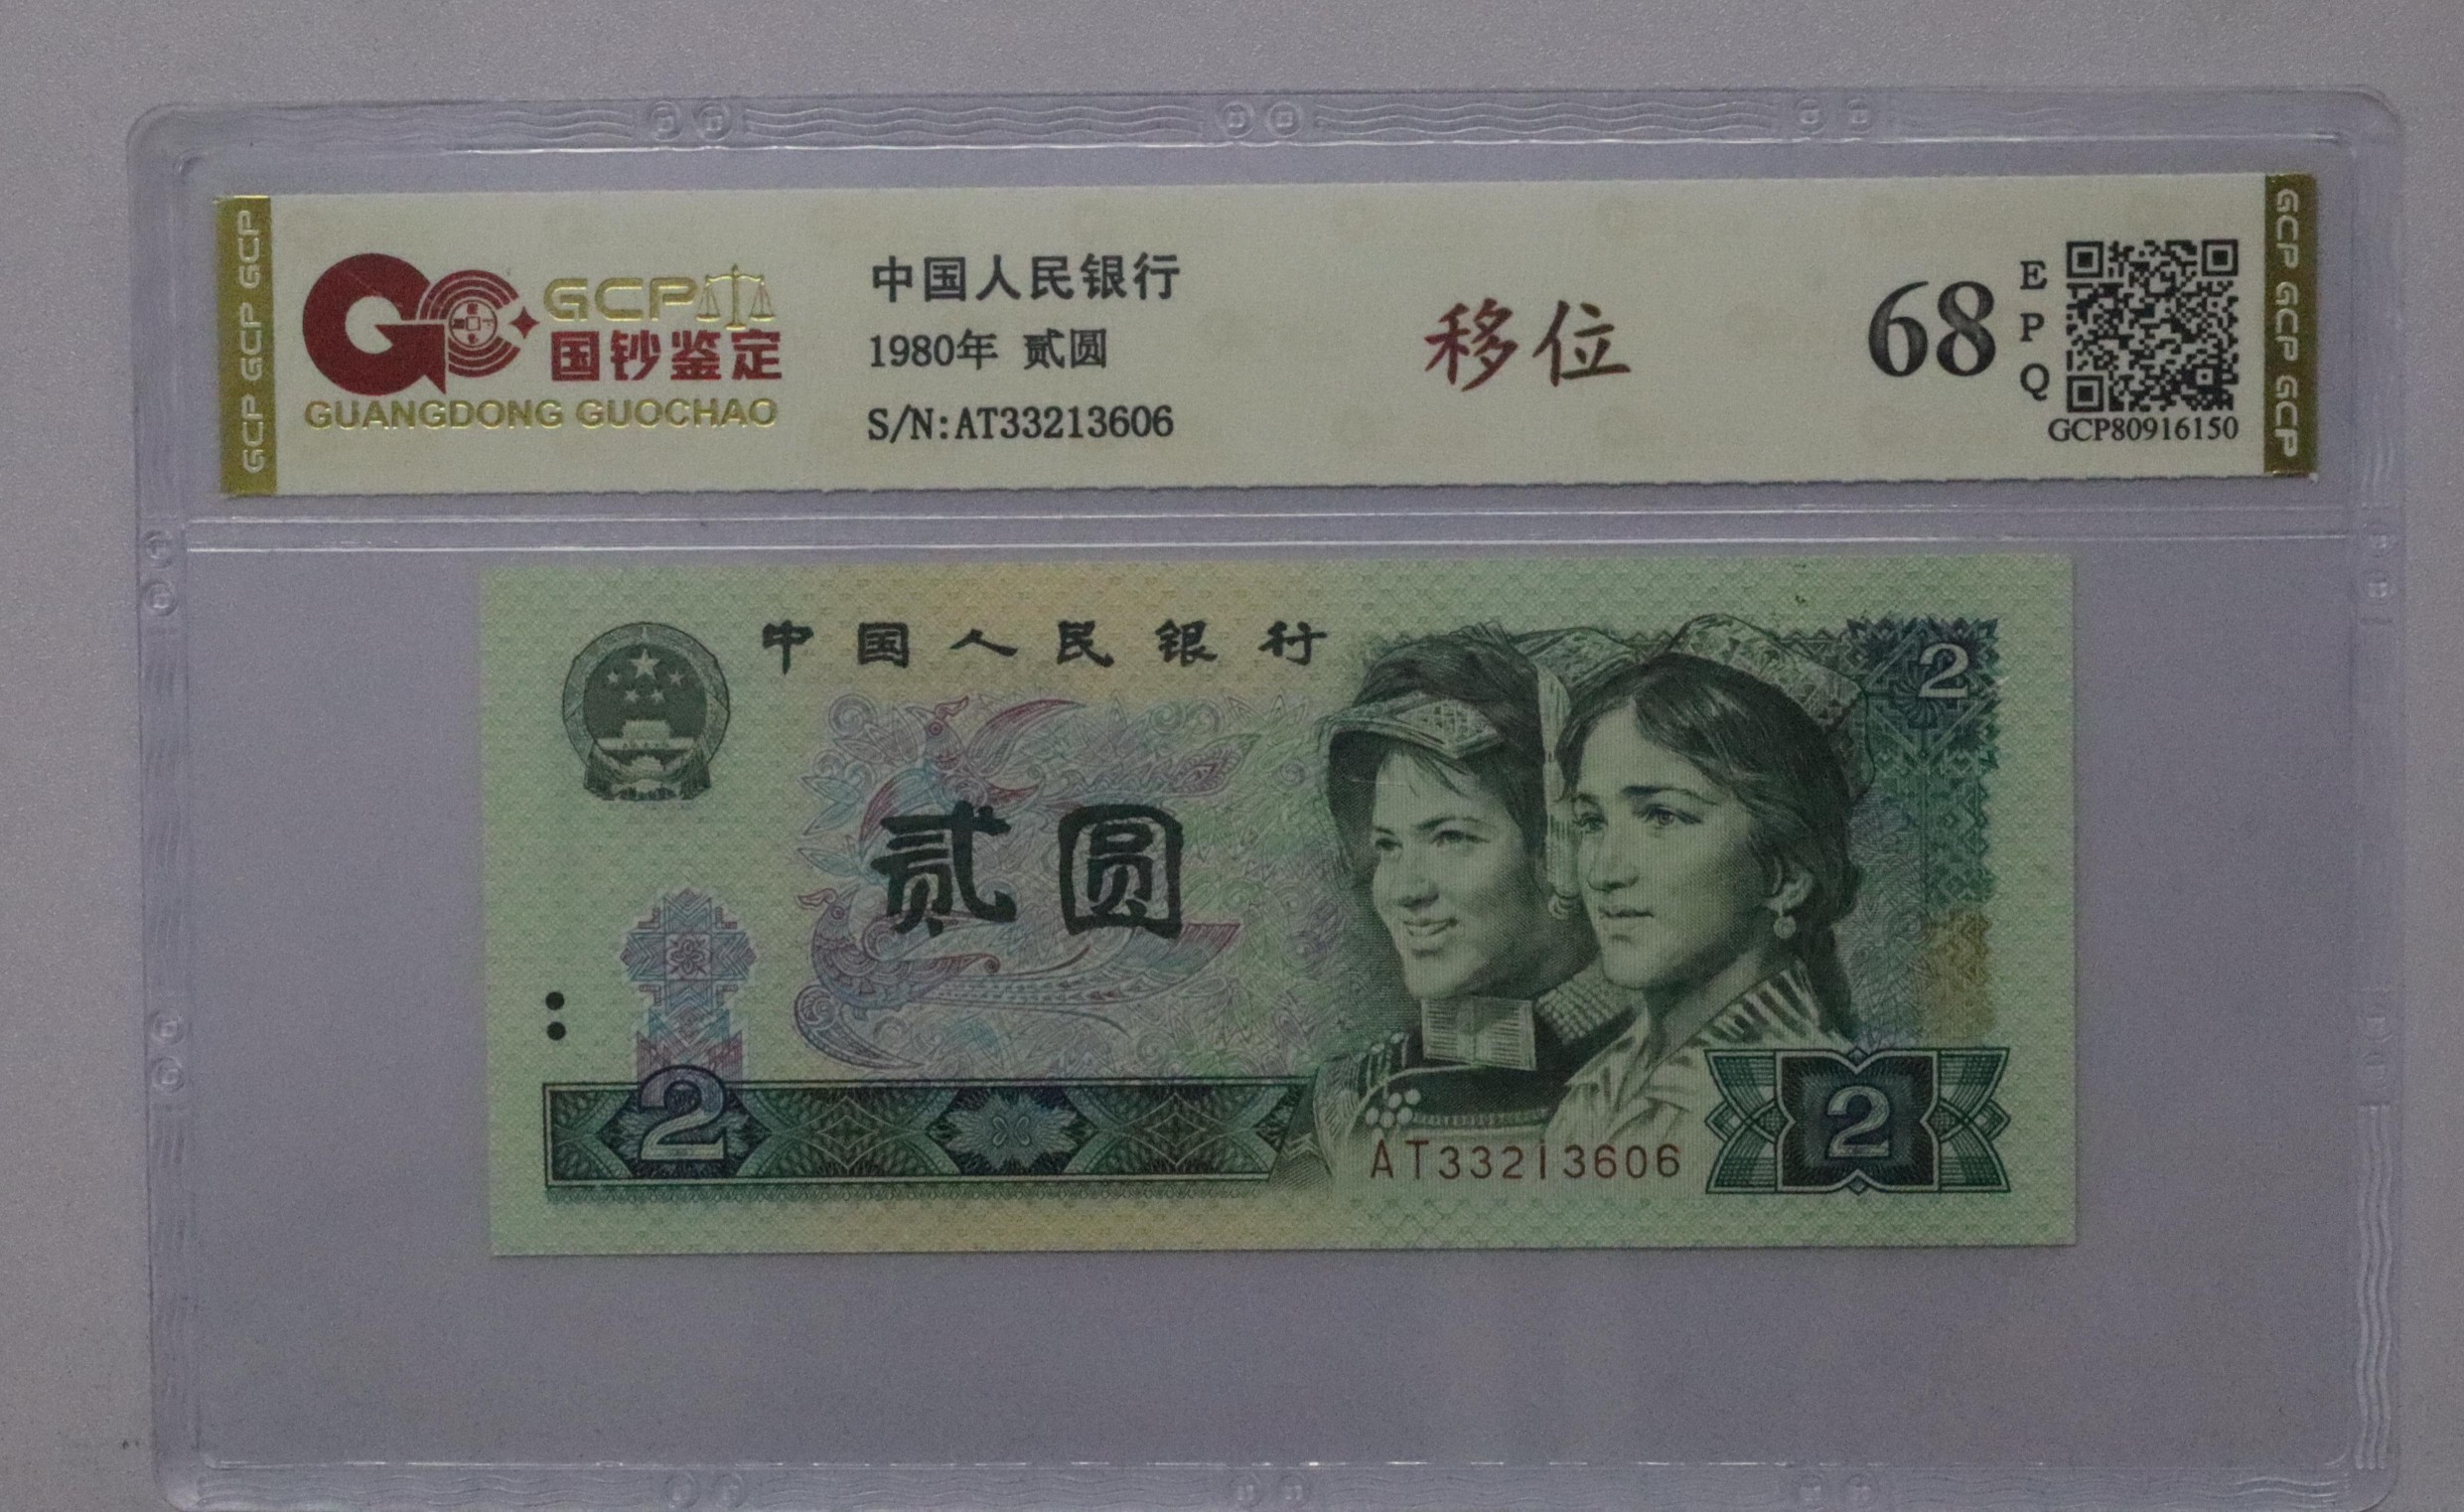 GCP GCP GCP
GCP
国钞鉴定
GUANGDONG GUOCHAO
中国人民银行
1980年 贰圆
S/N:AT33213606
移位
68
E
P
Q
GCP80916150
GCP GCP GCP
中国人民银行
2
贰圆
2
AT33213606
2